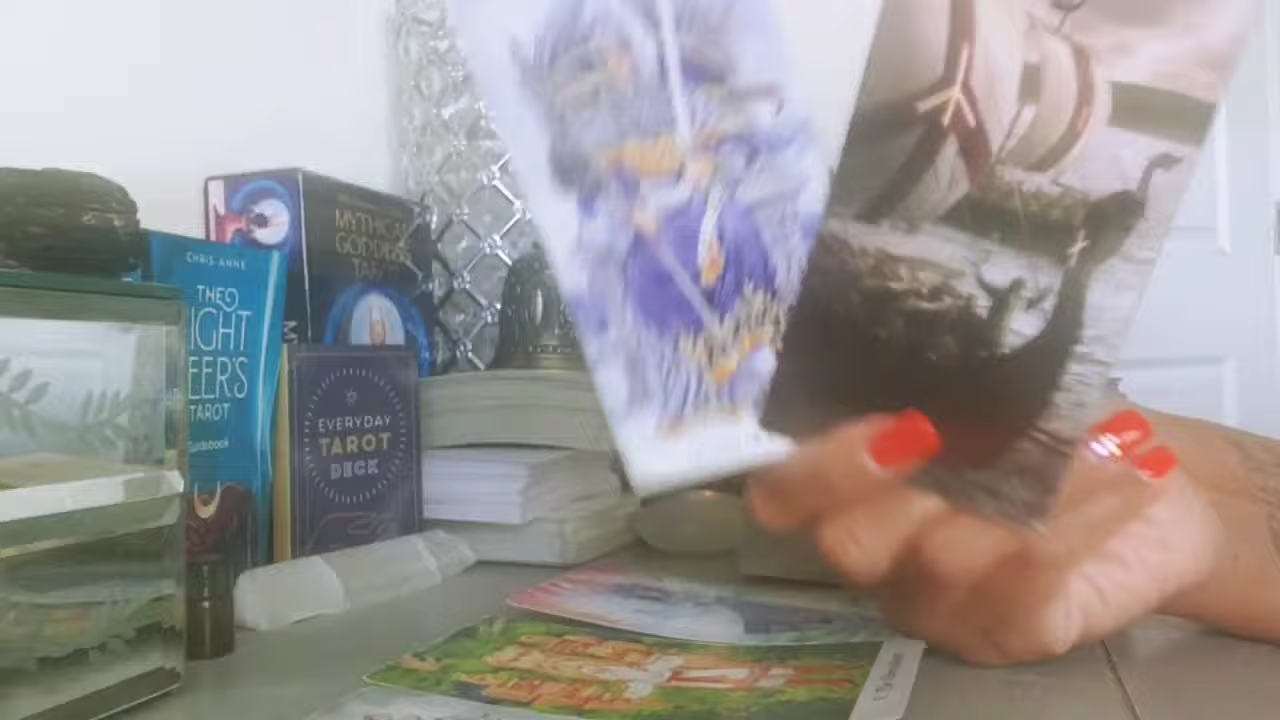 CHRIS-ANNE
THE
IGHT
EER'S
TAROT
Guidebook
MYTHICAL
GODDESS
TAROT
M
EVERYDAY
TAROT
DECK